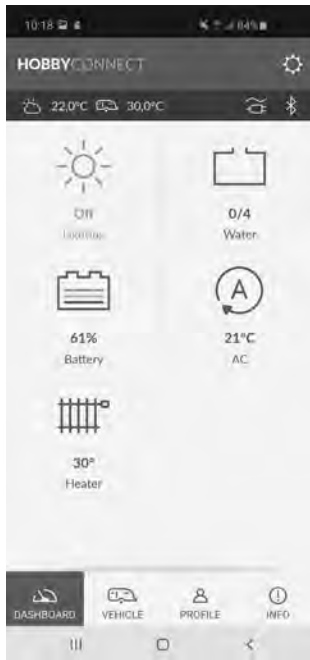 10:18 84%
HOBBYCONNECT
22,0°C 30,0°C
Off 0/4
Lighting Water
61% 21°C
Battery AC
A
30°
Heater
DASHBOARD VEHICLE PROFILE INFO